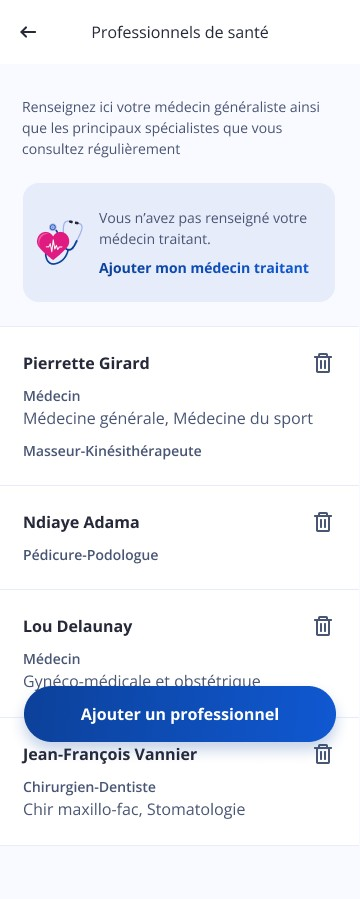 Professionnels de santé
Renseignez ici votre médecin généraliste ainsi
que les principaux spécialistes que vous
consultez régulièrement
Vous n’avez pas renseigné votre
médecin traitant.
Ajouter mon médecin traitant
Pierrette Girard
Médecin
Médecine générale, Médecine du sport
Masseur-Kinésithérapeute
Ndiaye Adama
Pédicure-Podologue
Lou Delaunay
Médecin
Gynéco-médicale et obstétrique
Ajouter un professionnel
Jean-François Vannier
Chirurgien-Dentiste
Chir maxillo-fac, Stomatologie